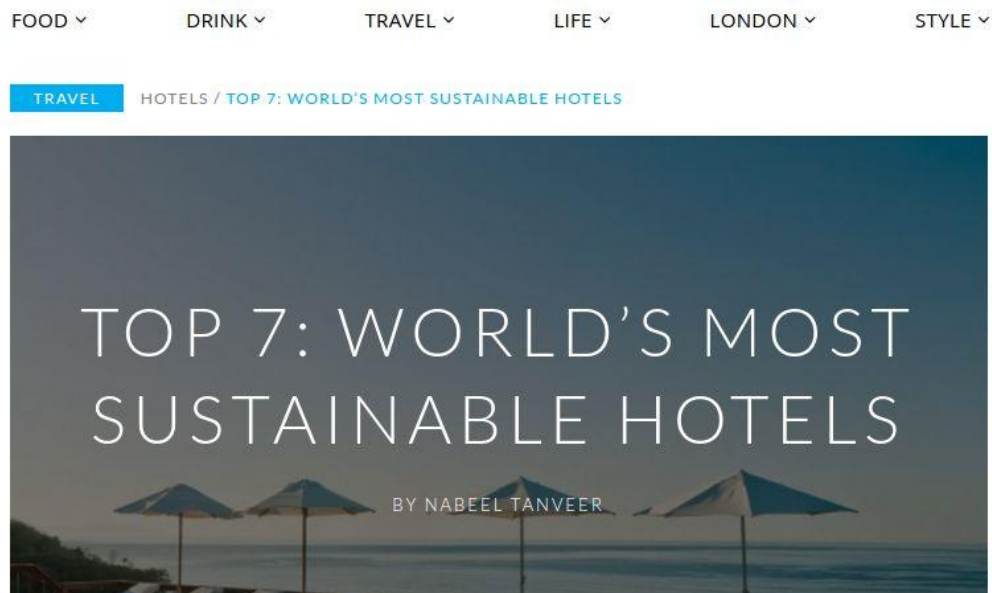 FOOD DRINK TRAVEL LIFE LONDON STYLE
TRAVEL HOTELS / TOP 7: WORLD'S MOST SUSTAINABLE HOTELS
TOP 7: WORLD’S MOST
SUSTAINABLE HOTELS
BY NABEEL TANVEER